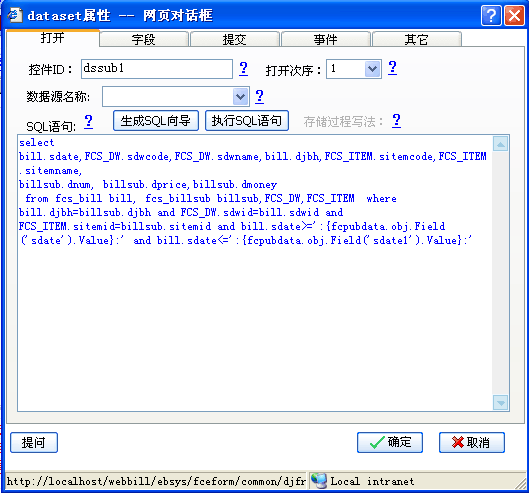 dataset属性 -- 网页对话框
打开 字段 提交 事件 其它
控件ID： dssub1 ? 打开次序： 1 ?
数据源名称: ?
SQL语句: ? 生成SQL向导 执行SQL语句 存储过程写法： ?
select
bill.sdate,FCS_DW.sdwcode,FCS_DW.sdwname,bill.djbh,FCS_ITEM.sitemcode,FCS_ITEM
.sitemname,
billsub.dnum, billsub.dprice,billsub.dmoney
from fcs_bill bill, fcs_billsub billsub,FCS_DW,FCS_ITEM where
bill.djbh=billsub.djbh and FCS_DW.sdwid=bill.sdwid and
FCS_ITEM.sitemid=billsub.sitemid and bill.sdate>=':{fcpubdata.obj.Field
('sdate').Value}:' and bill.sdate<=':{fcpubdata.obj.Field('sdate1').Value}:'
提问 确定 取消
http://localhost/webbill/ebsys/fceform/common/djfr Local intranet